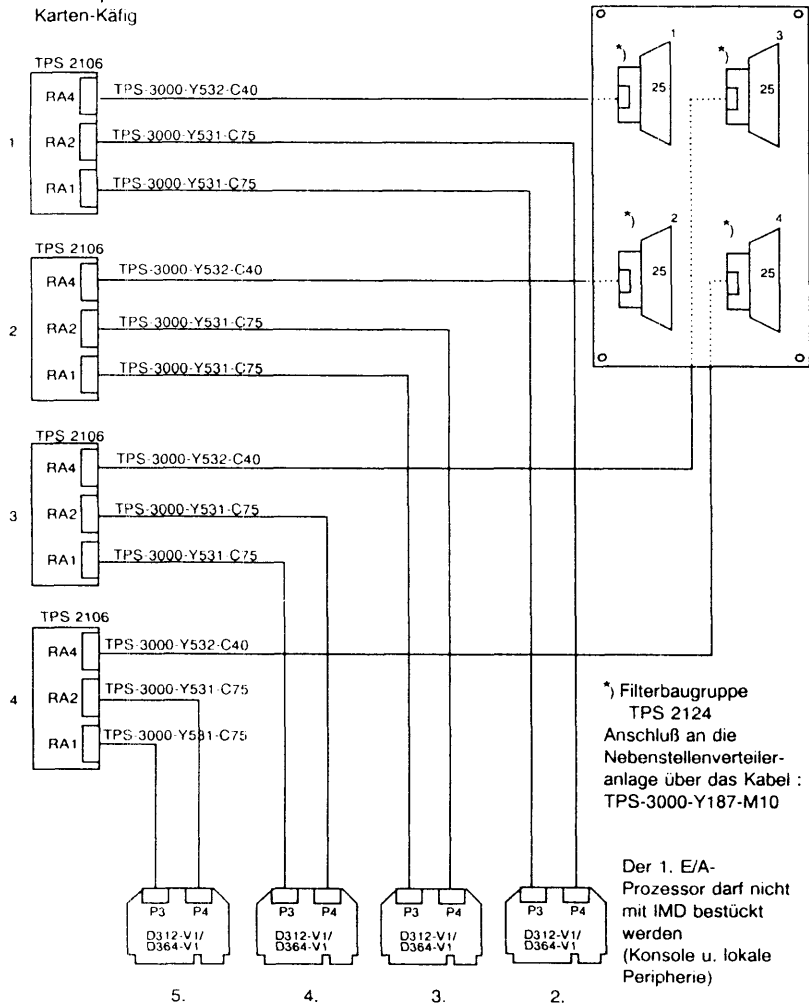 Karten-Käfig
TPS 2106
RA4
TPS-3000-Y532-C40
1
RA2
TPS-3000-Y531-C75
RA1
TPS-3000-Y531-C75
TPS 2106
RA4
TPS-3000-Y532-C40
2
RA2
TPS-3000-Y531-C75
RA1
TPS-3000-Y531-C75
TPS 2106
RA4
TPS-3000-Y532-C40
3
RA2
TPS-3000-Y531-C75
RA1
TPS-3000-Y531-C75
TPS 2106
RA4
TPS-3000-Y532-C40
4
RA2
TPS-3000-Y531-C75
RA1
TPS-3000-Y531-C75
*)
1
25
*)
3
25
*)
2
25
*)
4
25
*) Filterbaugruppe
TPS 2124
Anschluß an die
Nebenstellenverteiler-
anlage über das Kabel :
TPS-3000-Y187-M10
Der 1. E/A-
Prozessor darf nicht
mit IMD bestückt
werden
(Konsole u. lokale
Peripherie)
P3 P4
D312-V1/
D364-V1
5.
P3 P4
D312-V1/
D364-V1
4.
P3 P4
D312-V1/
D364-V1
3.
P3 P4
D312-V1/
D364-V1
2.